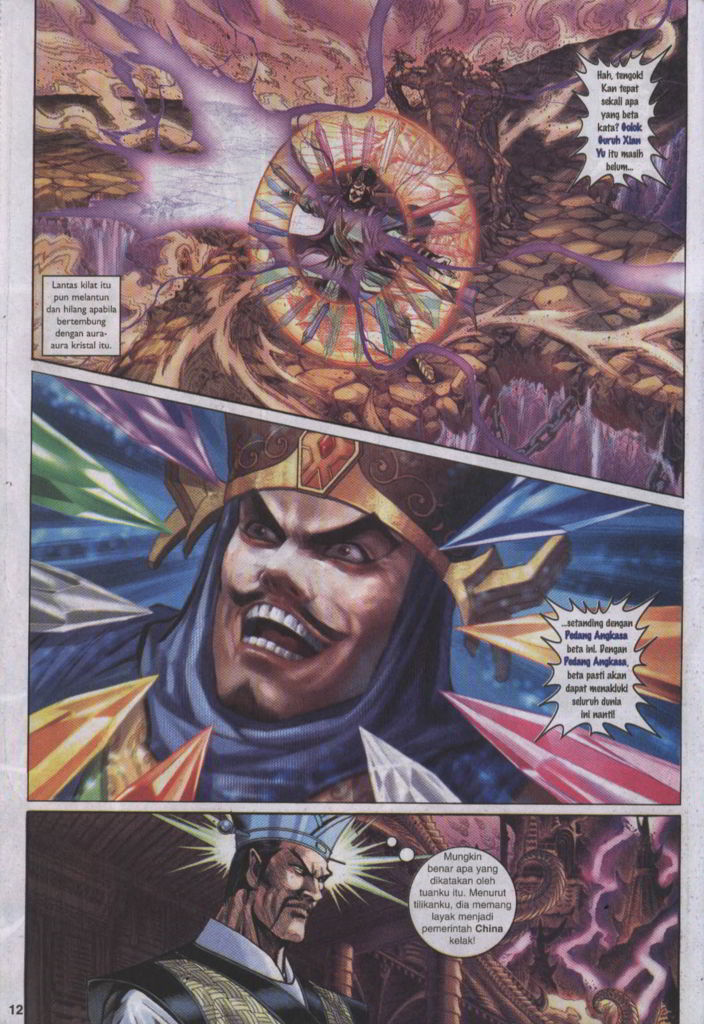 Hah, tengok!
Kan tepat
sekali apa
yang beta
kata? Golok
Guruh Xian
Yu itu masih
belum...
Lantas kilat itu
pun melantun
dan hilang apabila
bertembung
dengan aura-
aura kristal itu.
...setanding dengan
Pedang Angkasa
beta ini. Dengan
Pedang Angkasa,
beta pasti akan
dapat menakluki
seluruh dunia
ini nanti!
Mungkin
benar apa yang
dikatakan oleh
tuanku itu. Menurut
tilikanku, dia memang
layak menjadi
pemerintah China
kelak!
12